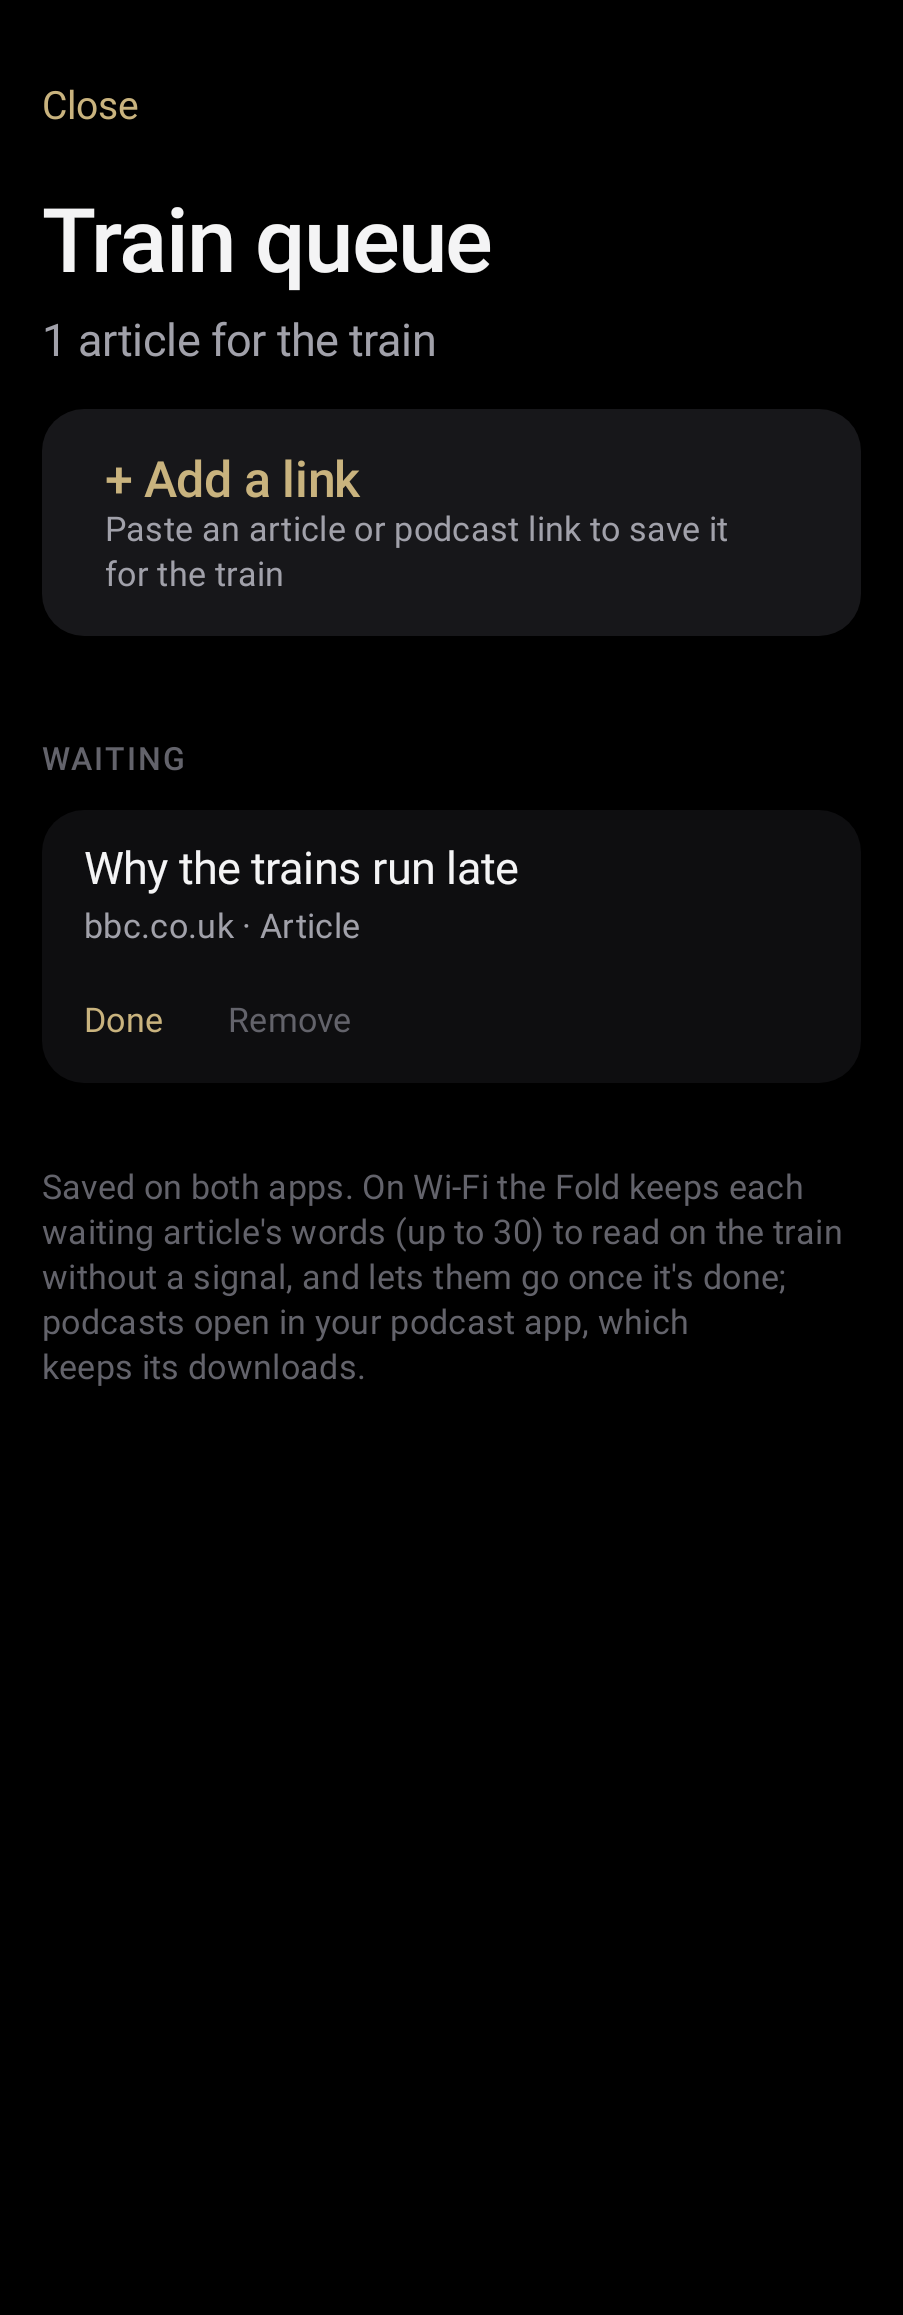 Close
Train queue
1 article for the train
+ Add a link
Paste an article or podcast link to save it
for the train
WAITING
Why the trains run late
bbc.co.uk · Article
Done Remove
Saved on both apps. On Wi-Fi the Fold keeps each
waiting article's words (up to 30) to read on the train
without a signal, and lets them go once it's done;
podcasts open in your podcast app, which
keeps its downloads.